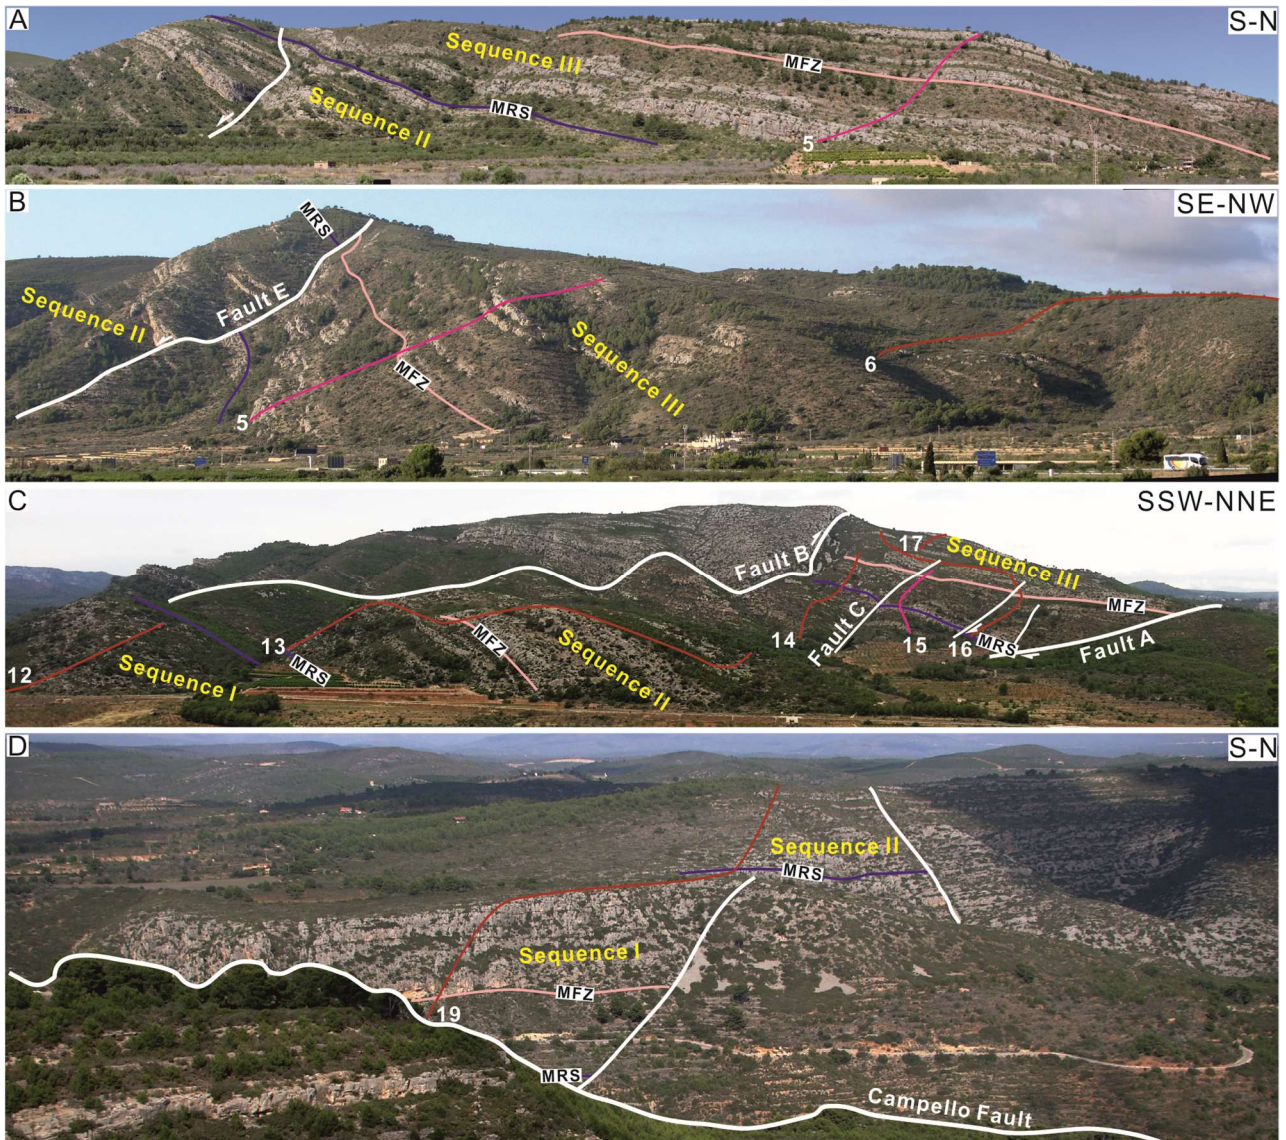 A
S-N
Sequence III
MFZ
MRS
Sequence II
5
B
SE-NW
MRS
Fault E
Sequence II
Sequence III
MFZ
6
5
C
SSW-NNE
17
Sequence III
Fault B
MFZ
14
Fault C
15
16
MRS
Fault A
12
Sequence I
13
MRS
MFZ
Sequence II
D
S-N
Sequence II
MRS
Sequence I
MFZ
19
MRS
Campello Fault